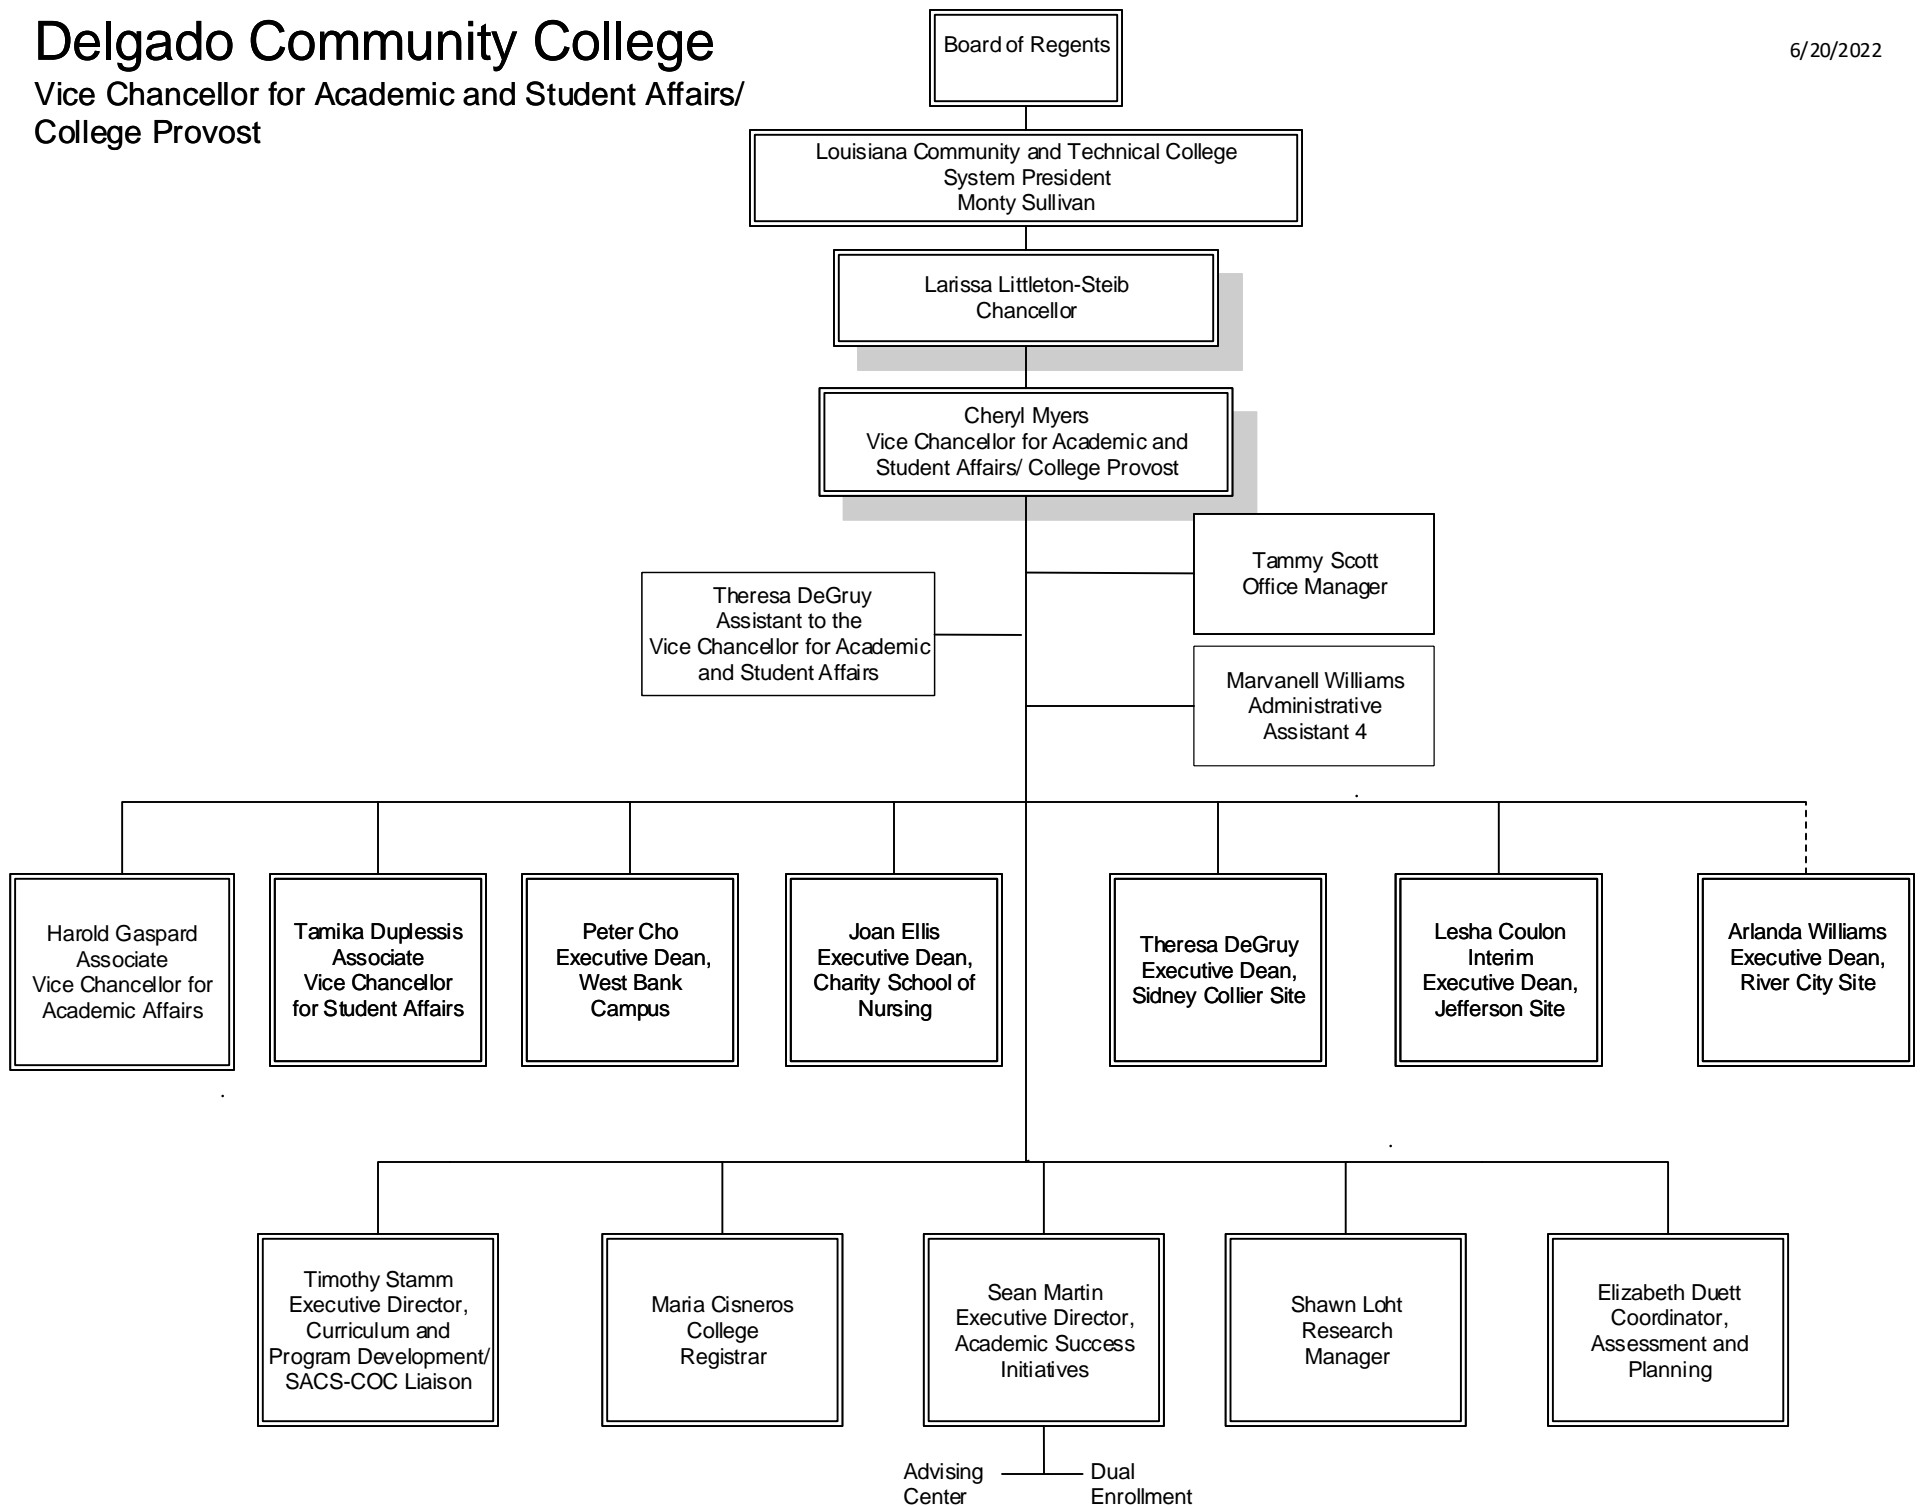 Delgado Community College
Vice Chancellor for Academic and Student Affairs/
College Provost
6/20/2022
Board of Regents
Louisiana Community and Technical College
System President
Monty Sullivan
Larissa Littleton-Steib
Chancellor
Cheryl Myers
Vice Chancellor for Academic and
Student Affairs/ College Provost
Tammy Scott
Office Manager
Theresa DeGruy
Assistant to the
Vice Chancellor for Academic
and Student Affairs
Marvanell Williams
Administrative
Assistant 4
Harold Gaspard
Associate
Vice Chancellor for
Academic Affairs
Tamika Duplessis
Associate
Vice Chancellor
for Student Affairs
Peter Cho
Executive Dean,
West Bank
Campus
Joan Ellis
Executive Dean,
Charity School of
Nursing
Theresa DeGruy
Executive Dean,
Sidney Collier Site
Lesha Coulon
Interim
Executive Dean,
Jefferson Site
Arlanda Williams
Executive Dean,
River City Site
Timothy Stamm
Executive Director,
Curriculum and
Program Development/
SACS-COC Liaison
Maria Cisneros
College
Registrar
Sean Martin
Executive Director,
Academic Success
Initiatives
Shawn Loht
Research
Manager
Elizabeth Duett
Coordinator,
Assessment and
Planning
Advising
Center
Dual
Enrollment